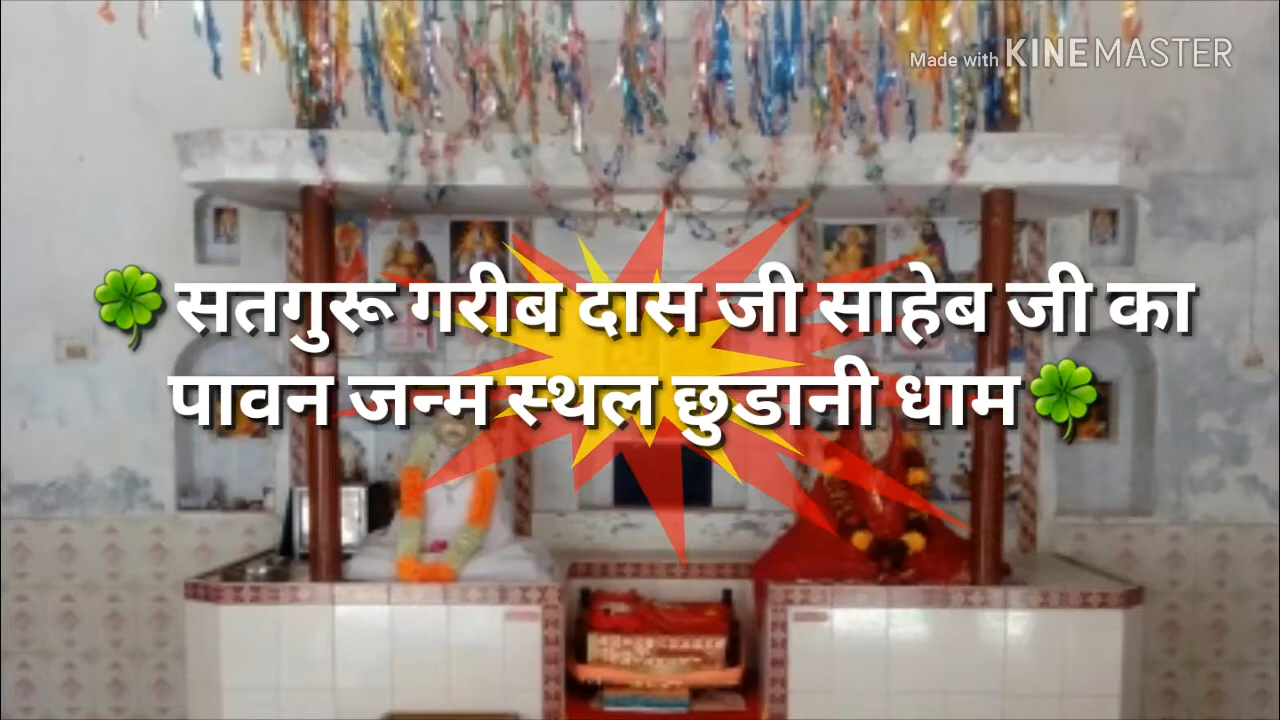 Made with KINEMASTER
🍀सतगुरू गरीब दास जी साहेब जी का
पावन जन्म स्थल छुडानी धाम🍀